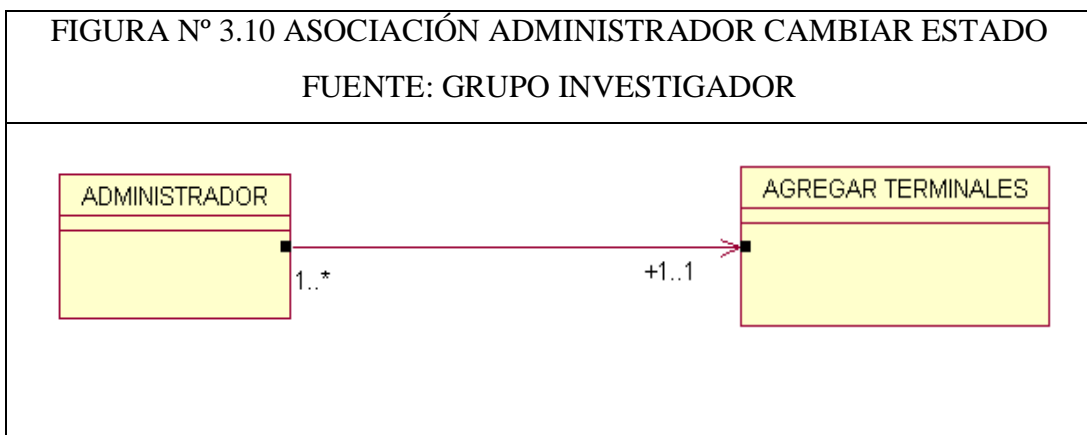 FIGURA Nº 3.10 ASOCIACIÓN ADMINISTRADOR CAMBIAR ESTADO
FUENTE: GRUPO INVESTIGADOR
ADMINISTRADOR
AGREGAR TERMINALES
1..*
+1..1